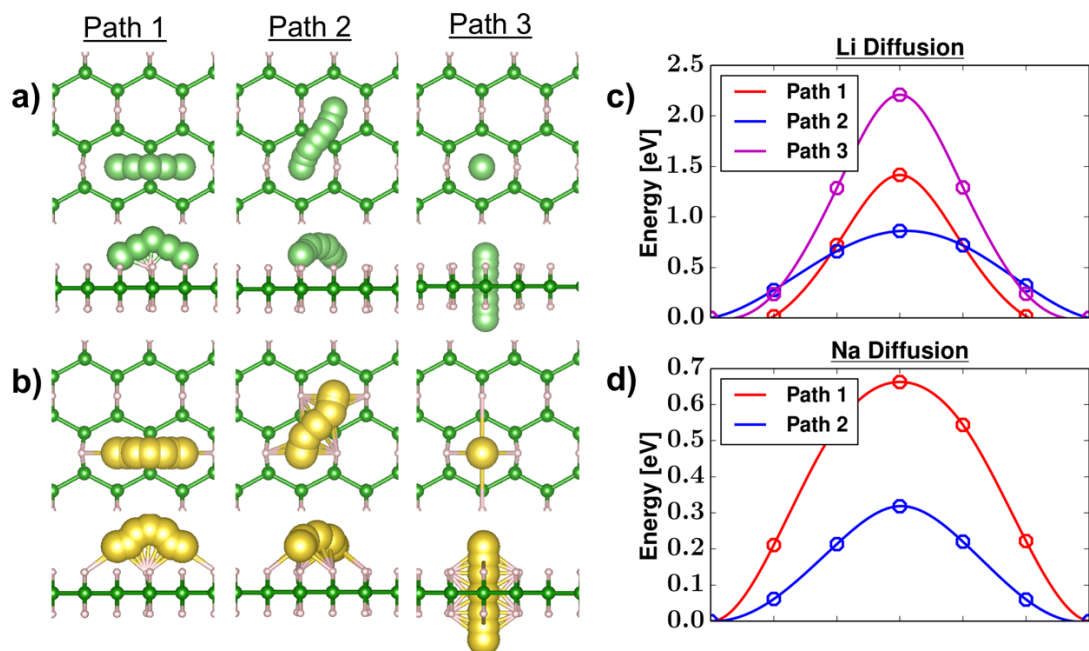 Path 1 Path 2 Path 3
a)
b)
c)
Li Diffusion
Energy [eV]
2.5
2.0
1.5
1.0
0.5
0.0
Path 1
Path 2
Path 3
d)
Na Diffusion
Energy [eV]
0.7
0.6
0.5
0.4
0.3
0.2
0.1
0.0
Path 1
Path 2